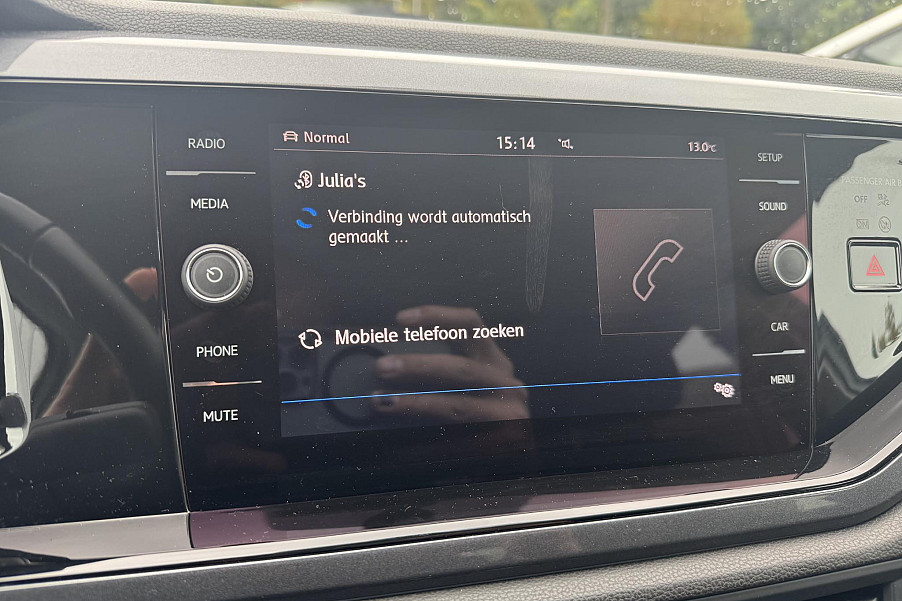 RADIO
MEDIA
PHONE
MUTE
Normal
15:14
13.0°C
Julia's
Verbinding wordt automatisch
gemaakt ...
Mobiele telefoon zoeken
SETUP
SOUND
CAR
MENU
PASSENGER AIR B
OFF